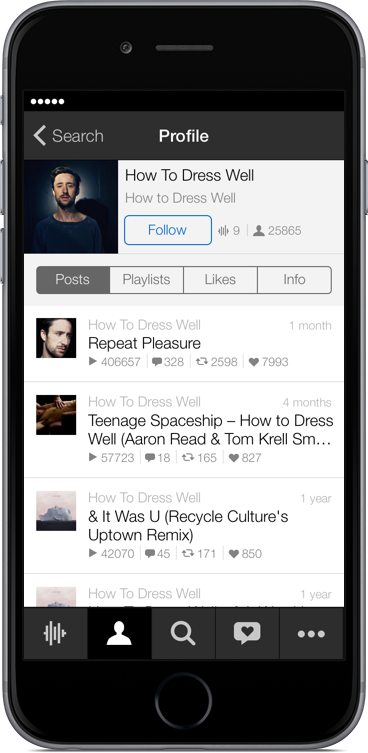 Search
Profile
How To Dress Well
How to Dress Well
Follow
9
25865
Posts
Playlists
Likes
Info
How To Dress Well
1 month
Repeat Pleasure
406657
328
2598
7993
How To Dress Well
4 months
Teenage Spaceship – How to Dress
Well (Aaron Read & Tom Krell Sm…
57723
18
165
827
How To Dress Well
1 year
& It Was U (Recycle Culture's
Uptown Remix)
42070
45
171
850
How To Dress Well
1 year